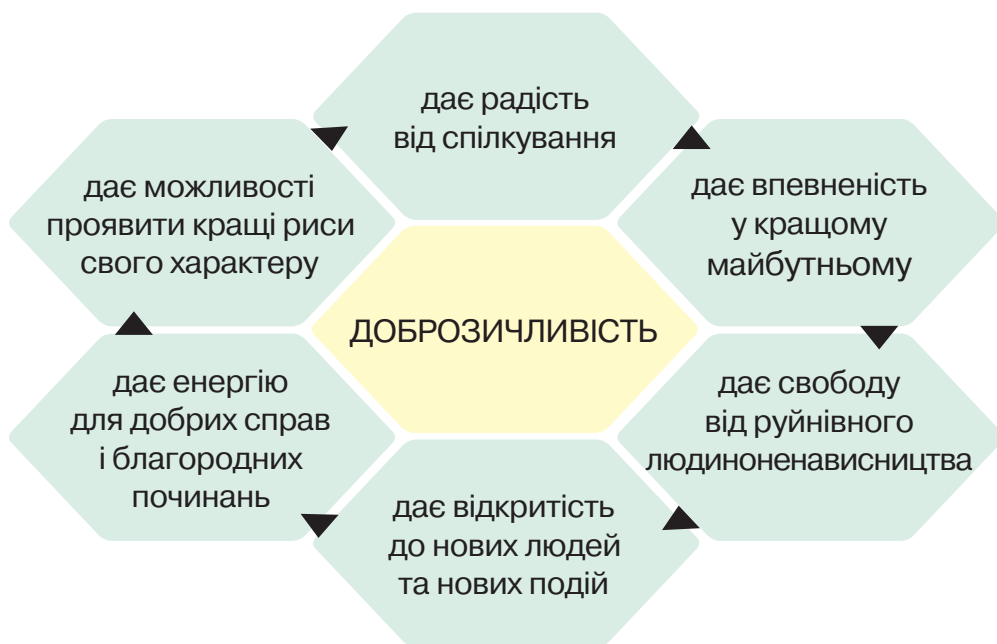 дає радість
від спілкування
дає впевненість
у кращому
майбутньому
дає свободу
від руйнівного
людиноненависництва
дає відкритість
до нових людей
та нових подій
дає енергію
для добрих справ
і благородних
починань
дає можливості
проявити кращі риси
свого характеру
ДОБРОЗИЧЛИВІСТЬ